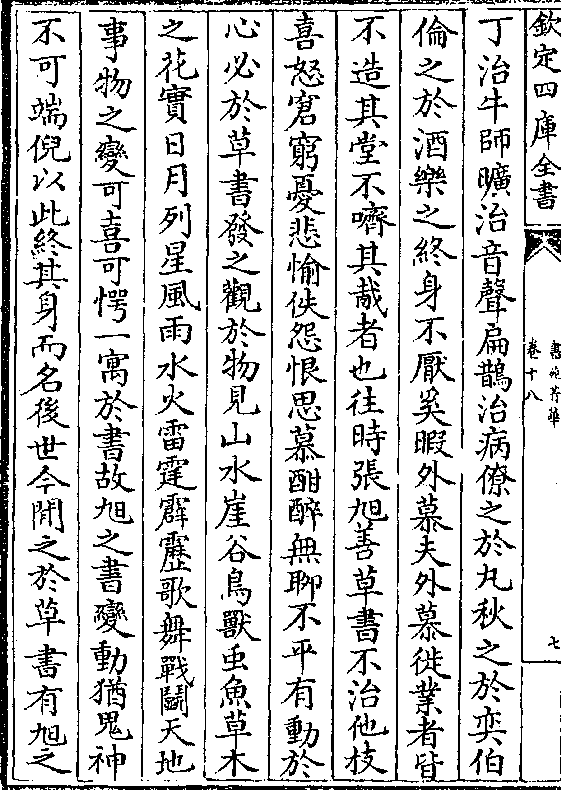 欽定四庫全書
書苑菁華
卷十八
七
丁治牛師曠治音聲扁鵲治病僚之於丸秋之於奕伯
倫之於酒樂之終身不厭奚暇外慕夫外慕徙業者皆
不造其堂不嚌其胾者也往時張旭善草書不治他技
喜怒窘窮憂悲愉佚怨恨思慕酣醉無聊不平有動於
心必於草書發之觀於物見山水崖谷鳥獸虫魚草木
之花實日月列星風雨水火雷霆霹靂歌舞戰鬬天地
事物之變可喜可愕一寓於書故旭之書變動猶鬼神
不可端倪以此終其身而名後世今閒之於草書有旭之